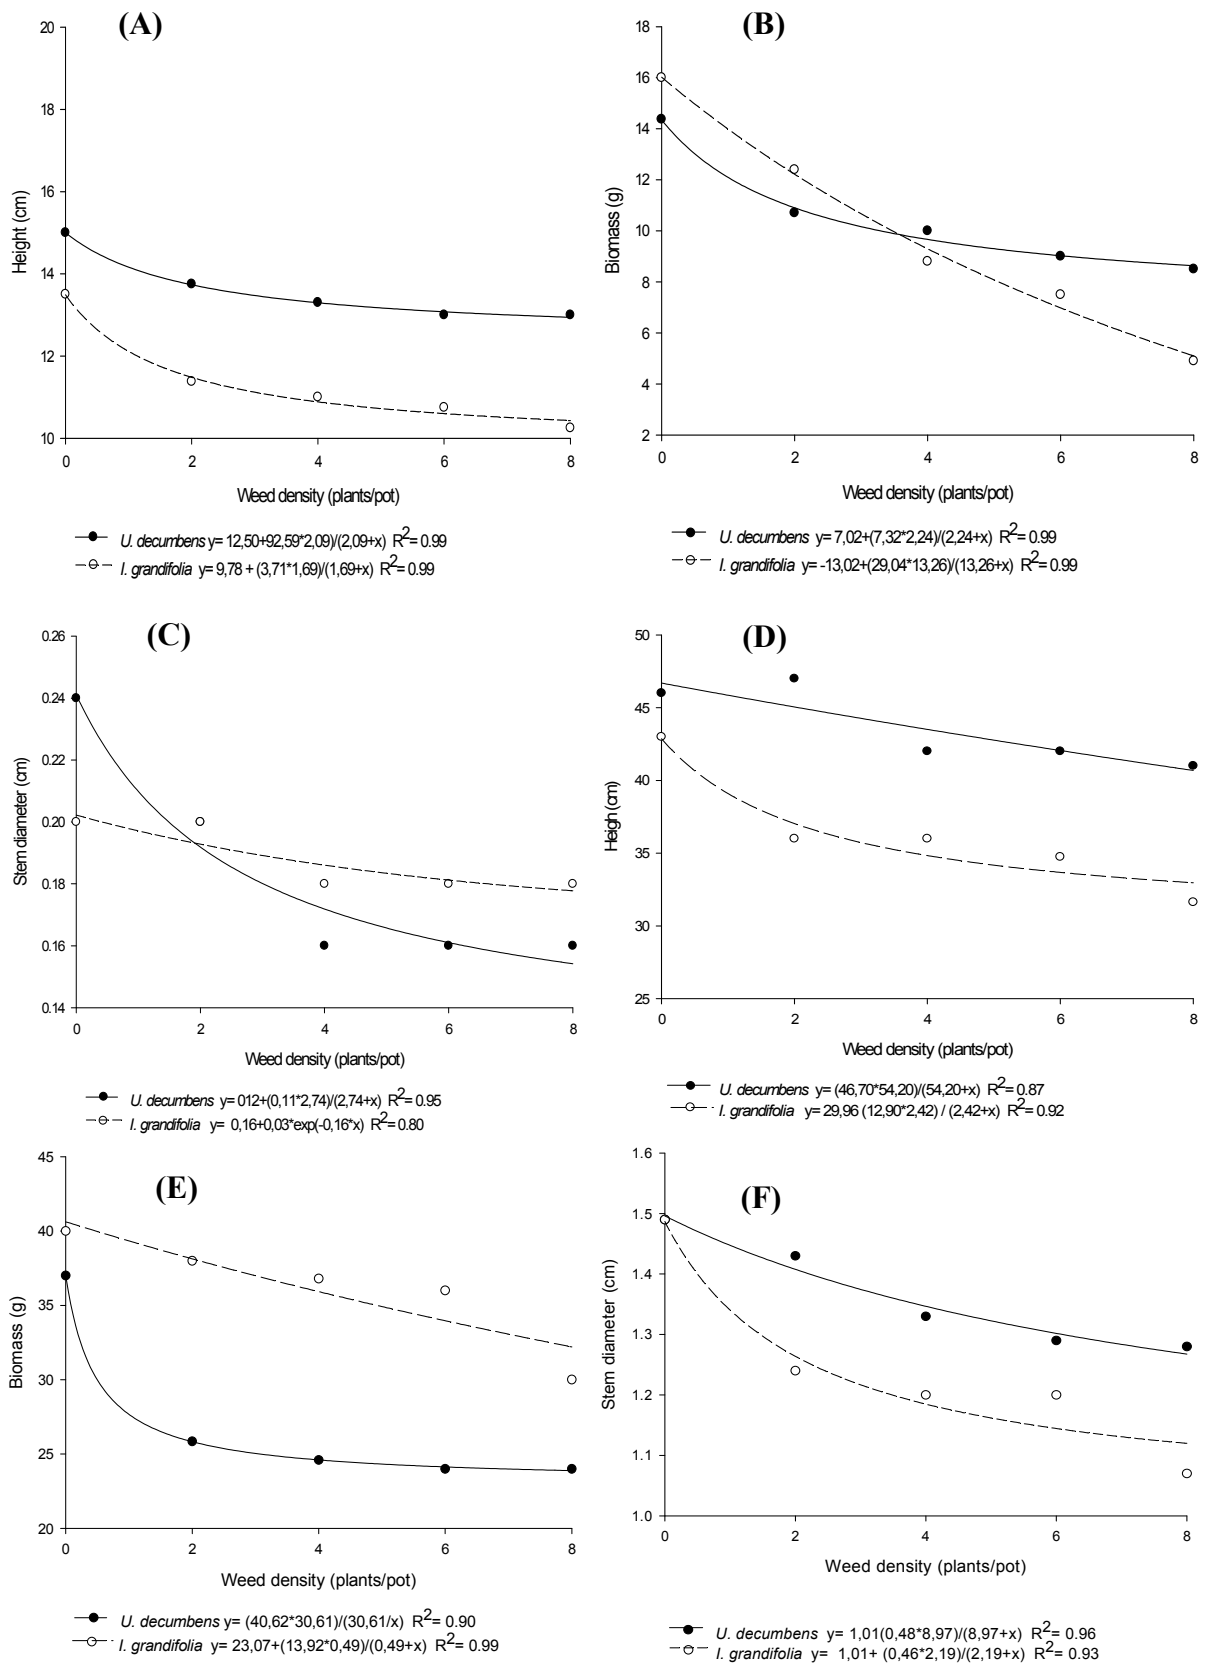 (A)
20
18
16
14
12
10
Height (cm)
0 2 4 6 8
Weed density (plants/pot)
U. decumbens y= 12,50+92,59*2,09)/(2,09+x) R2= 0.99
I. grandifolia y= 9,78 + (3,71*1,69)/(1,69+x) R2= 0.99
(B)
18
16
14
12
10
8
6
4
2
Biomass (g)
0 2 4 6 8
Weed density (plants/pot)
U. decumbens y= 7,02+(7,32*2,24)/(2,24+x) R2= 0.99
I. grandifolia y= -13,02+(29,04*13,26)/(13,26+x) R2= 0.99
(C)
0.26
0.24
0.22
0.20
0.18
0.16
0.14
Stem diameter (cm)
0 2 4 6 8
Weed density (plants/pot)
U. decumbens y= 012+(0,11*2,74)/(2,74+x) R2= 0.95
I. grandifolia y= 0,16+0,03*exp(-0,16*x) R2= 0.80
(D)
50
45
40
35
30
25
Heigh (cm)
0 2 4 6 8
Weed density (plants/pot)
U. decumbens y= (46,70*54,20)/(54,20+x) R2= 0.87
I. grandifolia y= 29,96 (12,90*2,42) / (2,42+x) R2= 0.92
(E)
45
40
35
30
25
20
Biomass (g)
0 2 4 6 8
Weed density (plants/pot)
U. decumbens y= (40,62*30,61)/(30,61/x) R2= 0.90
I. grandifolia y= 23,07+(13,92*0,49)/(0,49+x) R2= 0.99
(F)
1.6
1.5
1.4
1.3
1.2
1.1
1.0
Stem diameter (cm)
0 2 4 6 8
Weed density (plants/pot)
U. decumbens y= 1,01(0,48*8,97)/(8,97+x) R2= 0.96
I. grandifolia y= 1,01+ (0,46*2,19)/(2,19+x) R2= 0.93